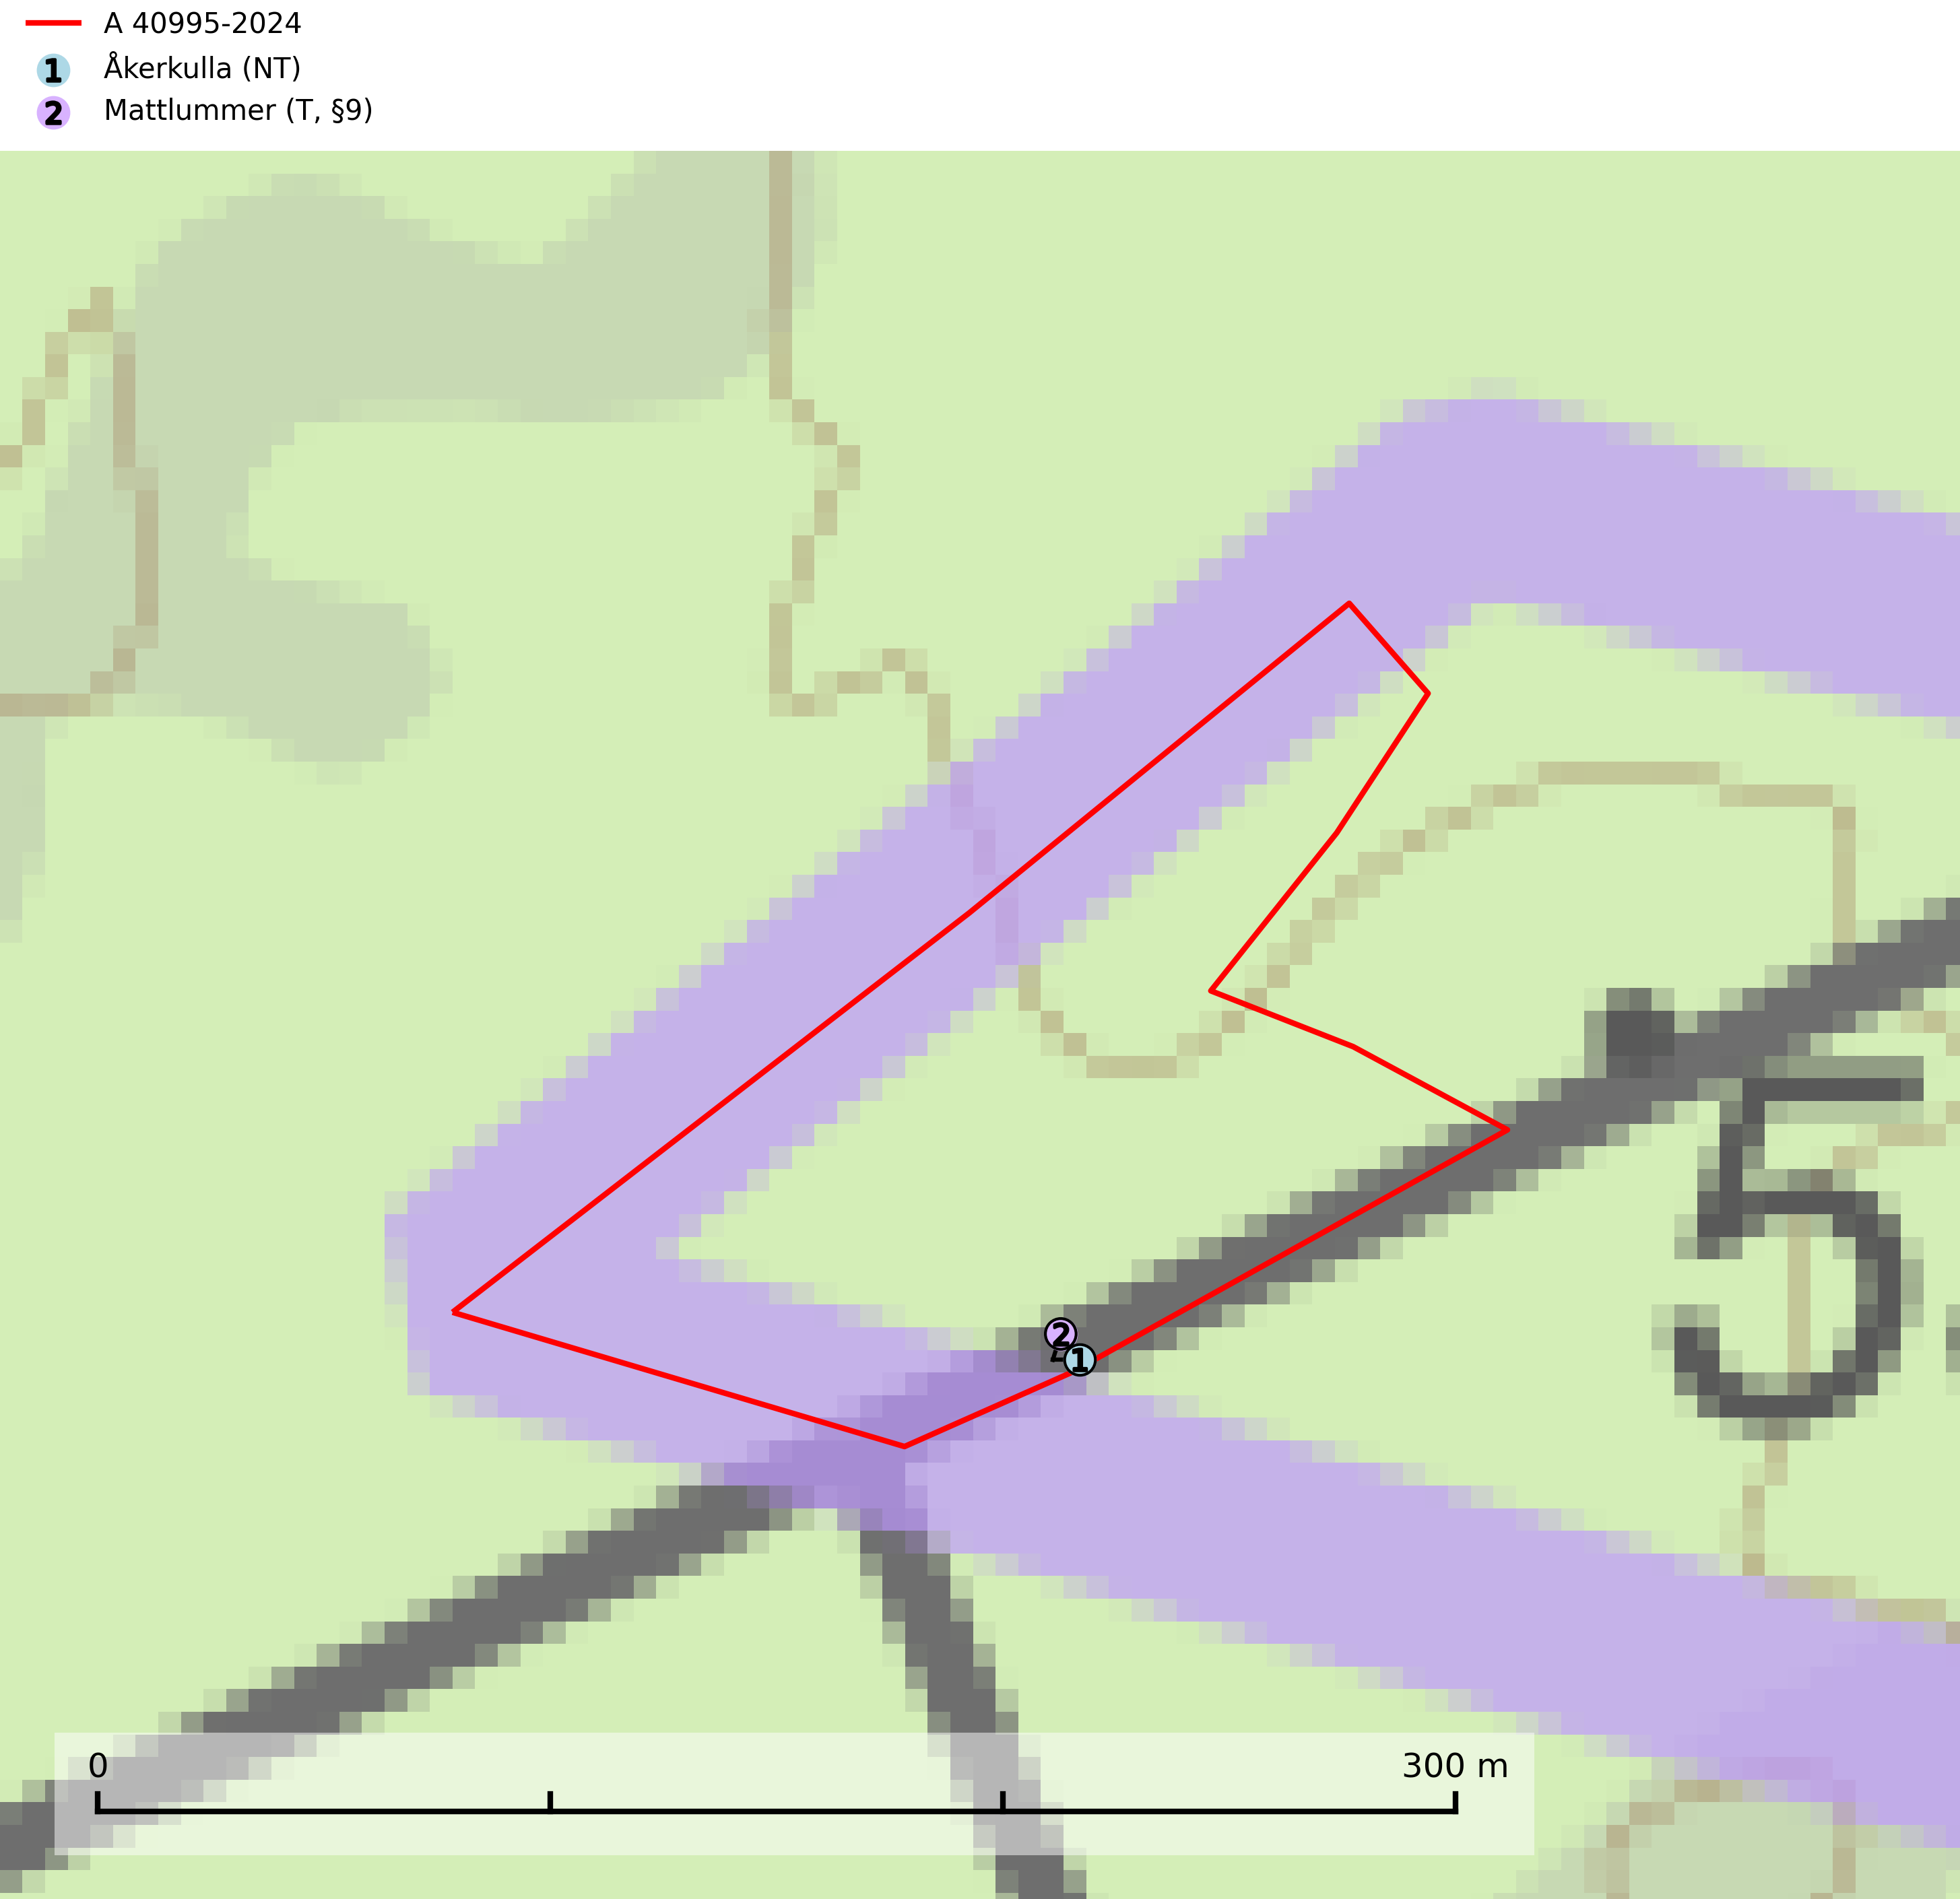 A 40995-2024
1 Åkerkulla (NT)
2 Mattlummer (T, §9)
2
1
0 300 m